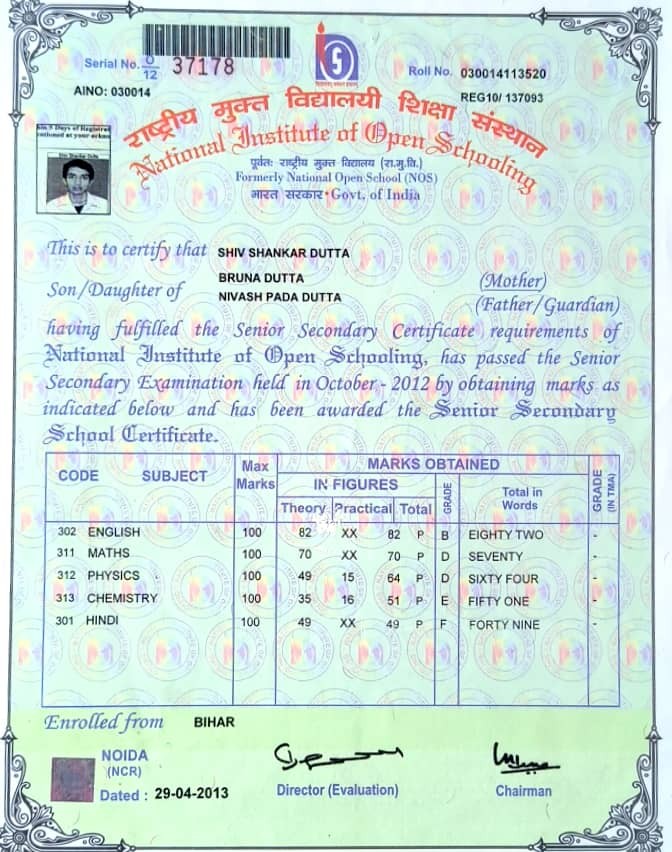 Serial No. 0/12 37178
Roll No. 030014113520
AINO: 030014
REG10/ 137093
राष्ट्रीय मुक्त विद्यालयी शिक्षा संस्थान
National Institute of Open Schooling
पूर्वत: राष्ट्रीय मुक्त विद्यालय (रा.मु.वि.)
Formerly National Open School (NOS)
भारत सरकार•Govt. of India
This is to certify that SHIV SHANKAR DUTTA
BRUNA DUTTA (Mother)
Son/Daughter of
NIVASH PADA DUTTA (Father/Guardian)
having fulfilled the Senior Secondary Certificate requirements of
National Institute of Open Schooling, has passed the Senior
Secondary Examination held in October - 2012 by obtaining marks as
indicated below and has been awarded the Senior Secondary
School Certificate.
CODE SUBJECT Max Marks MARKS OBTAINED GRADE (IN TMA)
IN FIGURES GRADE Total in Words
Theory Practical Total
302 ENGLISH 100 82 XX 82 P B EIGHTY TWO -
311 MATHS 100 70 XX 70 P D SEVENTY -
312 PHYSICS 100 49 15 64 P D SIXTY FOUR -
313 CHEMISTRY 100 35 16 51 P E FIFTY ONE -
301 HINDI 100 49 XX 49 P F FORTY NINE -
Enrolled from BIHAR
NOIDA
(NCR)
Dated : 29-04-2013
Director (Evaluation)
Chairman